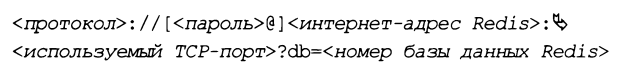 <протокол>://[<пароль>@]<интернет-адрес Redis>:↳
<используемый TCP-порт>?db=<номер базы данных Redis>